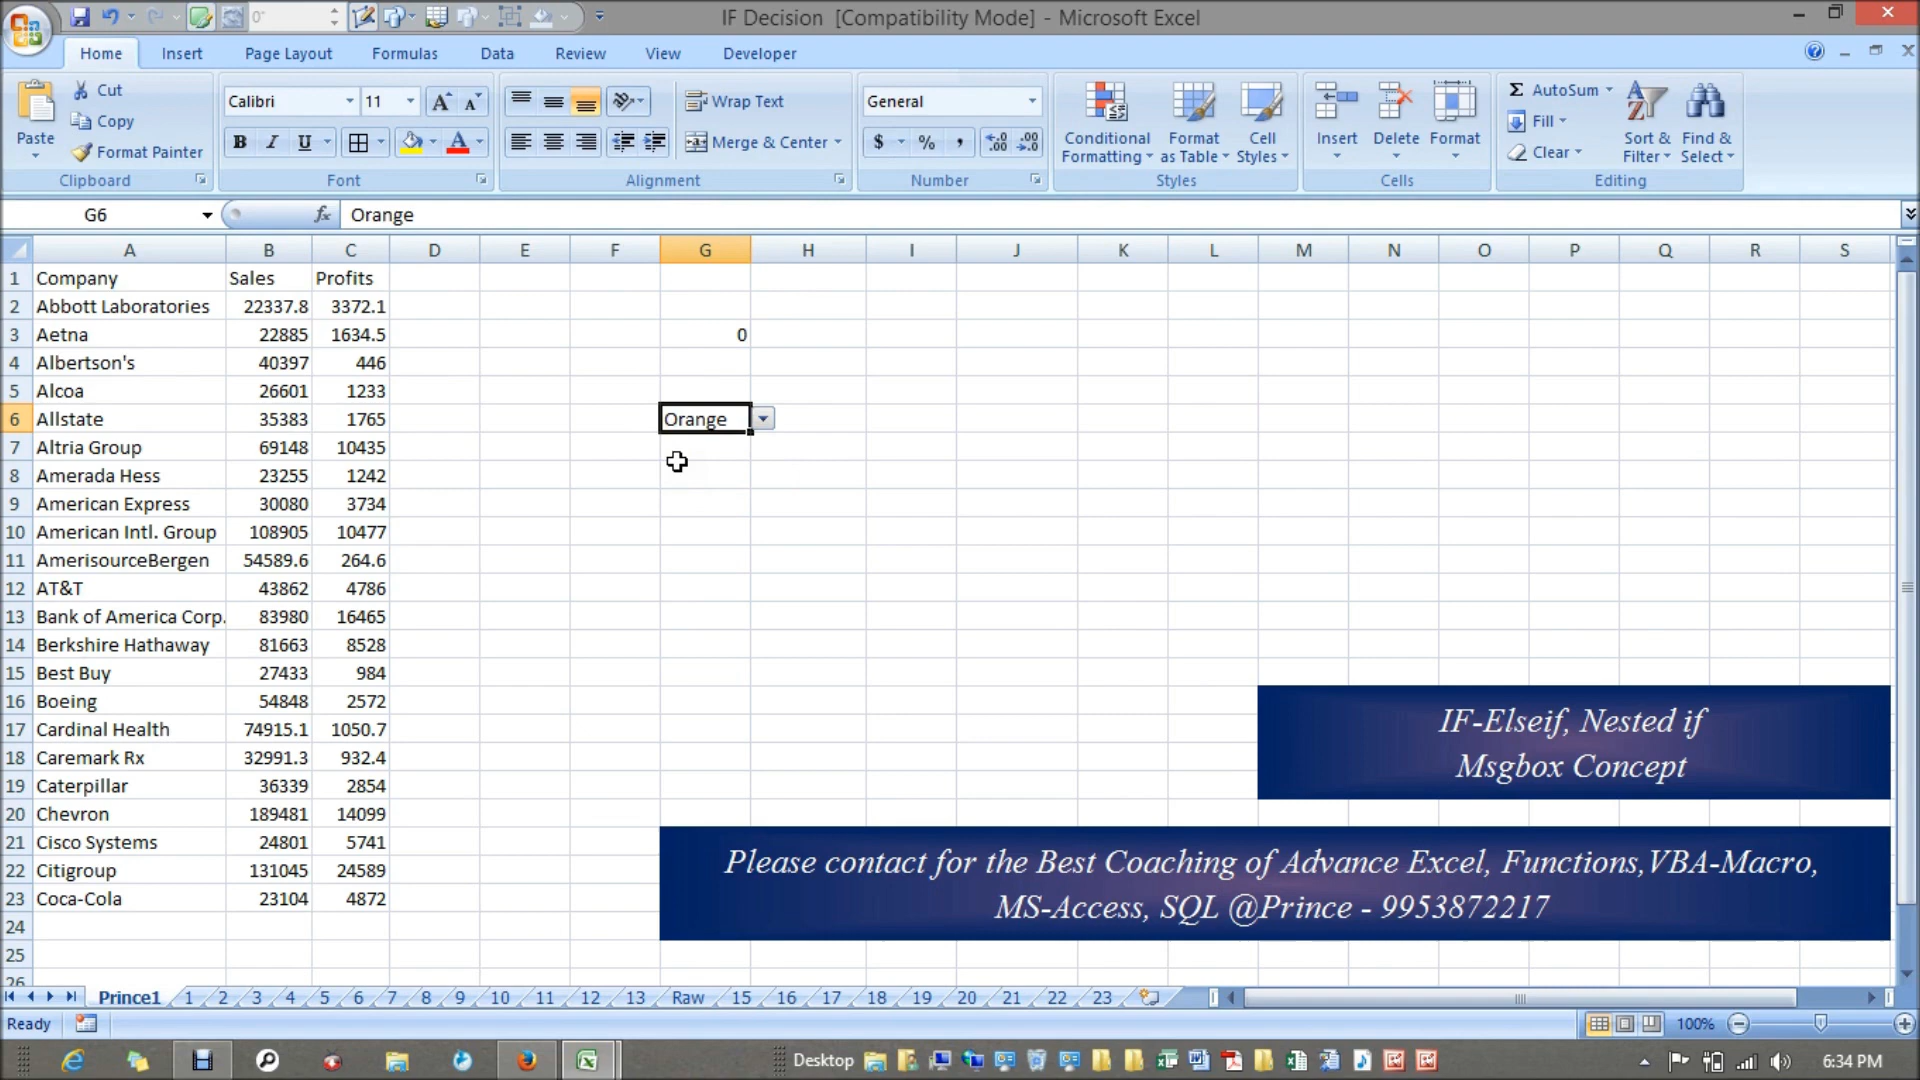 IF Decision [Compatibility Mode] - Microsoft Excel
Home Insert Page Layout Formulas Data Review View Developer
Paste
Cut
Copy
Format Painter
Clipboard
Calibri 11
B I U
Font
Wrap Text
Merge & Center
Alignment
General
$ % ,
Number
Conditional Formatting
Format as Table
Cell Styles
Styles
Insert
Delete
Format
Cells
Σ AutoSum
Fill
Clear
Sort & Filter
Find & Select
Editing
G6 fx Orange
A B C D E F G H I J K L M N O P Q R S
1 Company Sales Profits
2 Abbott Laboratories 22337.8 3372.1
3 Aetna 22885 1634.5 0
4 Albertson's 40397 446
5 Alcoa 26601 1233
6 Allstate 35383 1765 Orange
7 Altria Group 69148 10435
8 Amerada Hess 23255 1242
9 American Express 30080 3734
10 American Intl. Group 108905 10477
11 AmerisourceBergen 54589.6 264.6
12 AT&T 43862 4786
13 Bank of America Corp. 83980 16465
14 Berkshire Hathaway 81663 8528
15 Best Buy 27433 984
16 Boeing 54848 2572
17 Cardinal Health 74915.1 1050.7
18 Caremark Rx 32991.3 932.4
19 Caterpillar 36339 2854
20 Chevron 189481 14099
21 Cisco Systems 24801 5741
22 Citigroup 131045 24589
23 Coca-Cola 23104 4872
24
25
26
IF-Elseif, Nested if
Msgbox Concept
Please contact for the Best Coaching of Advance Excel, Functions,VBA-Macro,
MS-Access, SQL @Prince - 9953872217
Prince1 1 2 3 4 5 6 7 8 9 10 11 12 13 Raw 15 16 17 18 19 20 21 22 23
Ready 100%
Desktop 6:34 PM